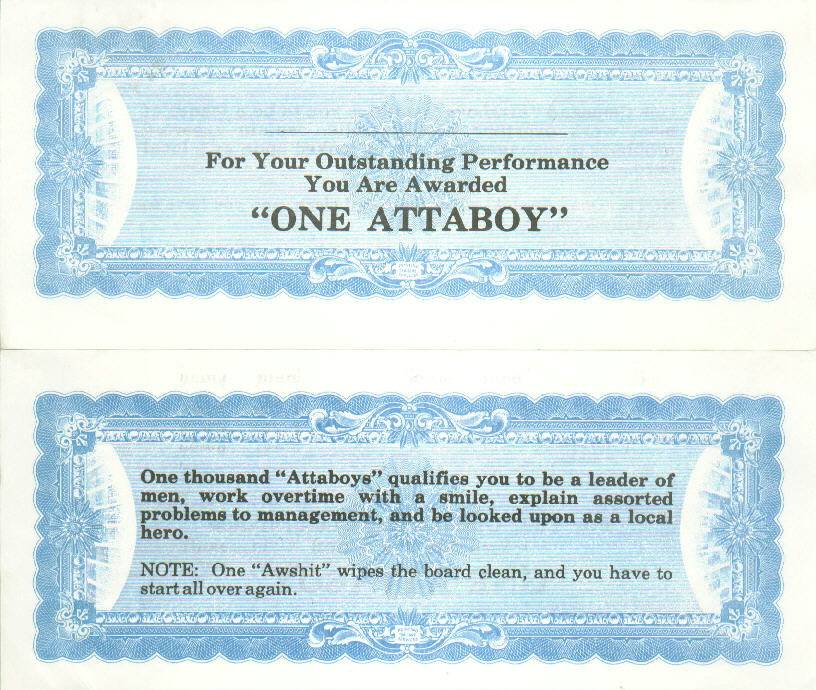 For Your Outstanding Performance
You Are Awarded
“ONE ATTABOY”
One thousand “Attaboys” qualifies you to be a leader of
men, work overtime with a smile, explain assorted
problems to management, and be looked upon as a local
hero.
NOTE: One “Awshit” wipes the board clean, and you have to
start all over again.